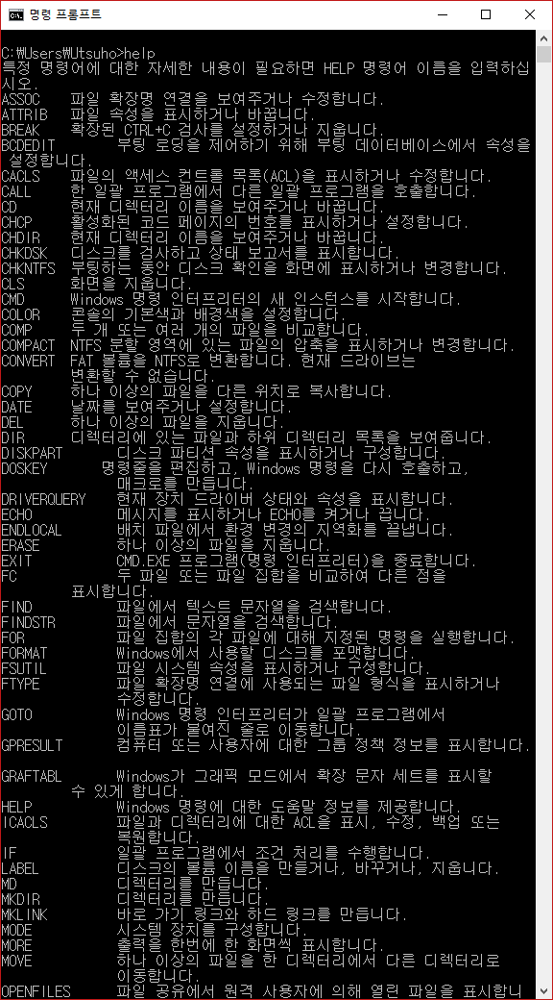 명령 프롬프트
C:\Users\Utsuho>help
특정 명령어에 대한 자세한 내용이 필요하면 HELP 명령어 이름을 입력하십
시오.
ASSOC 파일 확장명 연결을 보여주거나 수정합니다.
ATTRIB 파일 속성을 표시하거나 바꿉니다.
BREAK 확장된 CTRL+C 검사를 설정하거나 지웁니다.
BCDEDIT 부팅 로딩을 제어하기 위해 부팅 데이터베이스에서 속성을
설정합니다.
CACLS 파일의 액세스 컨트롤 목록(ACL)을 표시하거나 수정합니다.
CALL 한 일괄 프로그램에서 다른 일괄 프로그램을 호출합니다.
CD 현재 디렉터리 이름을 보여주거나 바꿉니다.
CHCP 활성화된 코드 페이지의 번호를 표시하거나 설정합니다.
CHDIR 현재 디렉터리 이름을 보여주거나 바꿉니다.
CHKDSK 디스크를 검사하고 상태 보고서를 표시합니다.
CHKNTFS 부팅하는 동안 디스크 확인을 화면에 표시하거나 변경합니다.
CLS 화면을 지웁니다.
CMD Windows 명령 인터프리터의 새 인스턴스를 시작합니다.
COLOR 콘솔의 기본색과 배경색을 설정합니다.
COMP 두 개 또는 여러 개의 파일을 비교합니다.
COMPACT NTFS 분할 영역에 있는 파일의 압축을 표시하거나 변경합니다.
CONVERT FAT 볼륨을 NTFS로 변환합니다. 현재 드라이브는
변환할 수 없습니다.
COPY 하나 이상의 파일을 다른 위치로 복사합니다.
DATE 날짜를 보여주거나 설정합니다.
DEL 하나 이상의 파일을 지웁니다.
DIR 디렉터리에 있는 파일과 하위 디렉터리 목록을 보여줍니다.
DISKPART 디스크 파티션 속성을 표시하거나 구성합니다.
DOSKEY 명령줄을 편집하고, Windows 명령을 다시 호출하고,
매크로를 만듭니다.
DRIVERQUERY 현재 장치 드라이버 상태와 속성을 표시합니다.
ECHO 메시지를 표시하거나 ECHO를 켜거나 끕니다.
ENDLOCAL 배치 파일에서 환경 변경의 지역화를 끝냅니다.
ERASE 하나 이상의 파일을 지웁니다.
EXIT CMD.EXE 프로그램(명령 인터프리터)을 종료합니다.
FC 두 파일 또는 파일 집합을 비교하여 다른 점을
표시합니다.
FIND 파일에서 텍스트 문자열을 검색합니다.
FINDSTR 파일에서 문자열을 검색합니다.
FOR 파일 집합의 각 파일에 대해 지정된 명령을 실행합니다.
FORMAT Windows에서 사용할 디스크를 포맷합니다.
FSUTIL 파일 시스템 속성을 표시하거나 구성합니다.
FTYPE 파일 확장명 연결에 사용되는 파일 형식을 표시하거나
수정합니다.
GOTO Windows 명령 인터프리터가 일괄 프로그램에서
이름표가 붙여진 줄로 이동합니다.
GPRESULT 컴퓨터 또는 사용자에 대한 그룹 정책 정보를 표시합니다.
GRAFTABL Windows가 그래픽 모드에서 확장 문자 세트를 표시할
수 있게 합니다.
HELP Windows 명령에 대한 도움말 정보를 제공합니다.
ICACLS 파일과 디렉터리에 대한 ACL을 표시, 수정, 백업 또는
복원합니다.
IF 일괄 프로그램에서 조건 처리를 수행합니다.
LABEL 디스크의 볼륨 이름을 만들거나, 바꾸거나, 지웁니다.
MD 디렉터리를 만듭니다.
MKDIR 디렉터리를 만듭니다.
MKLINK 바로 가기 링크와 하드 링크를 만듭니다.
MODE 시스템 장치를 구성합니다.
MORE 출력을 한번에 한 화면씩 표시합니다.
MOVE 하나 이상의 파일을 한 디렉터리에서 다른 디렉터리로
이동합니다.
OPENFILES 파일 공유에서 원격 사용자에 의해 열린 파일을 표시합니